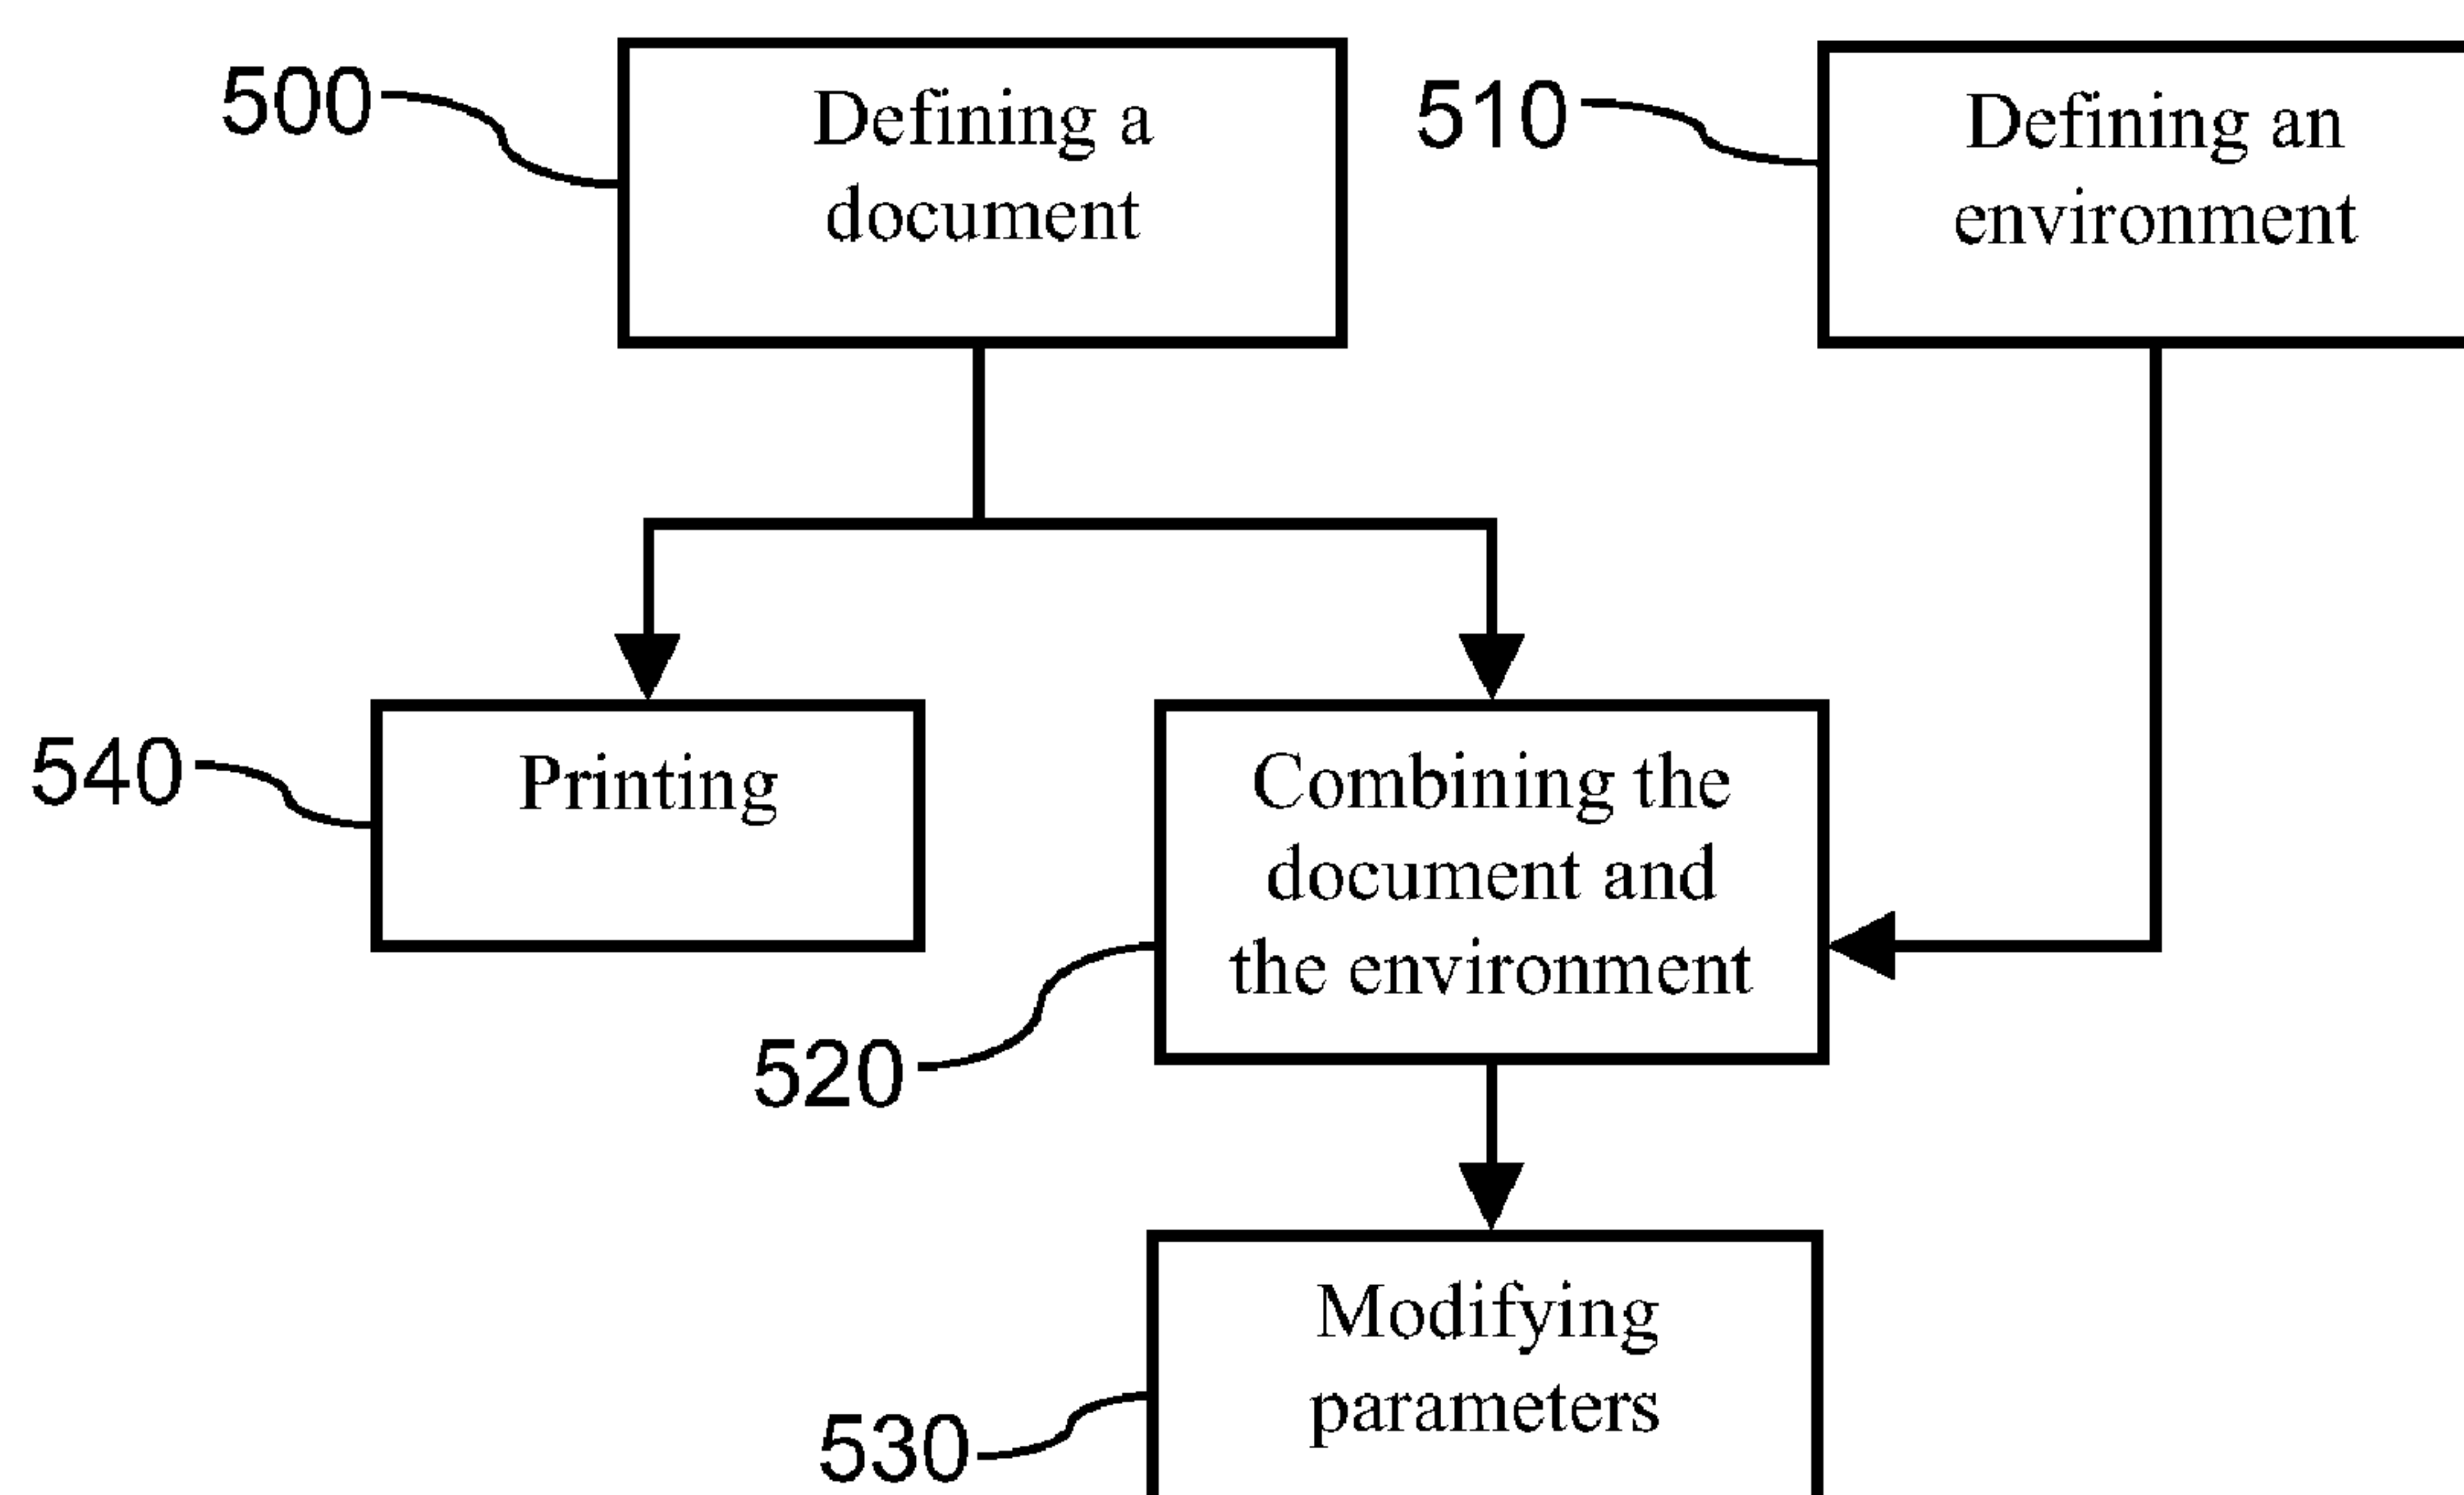 500
Defining a
document
510
Defining an
environment
540
Printing
Combining the
document and
the environment
520
Modifying
parameters
530